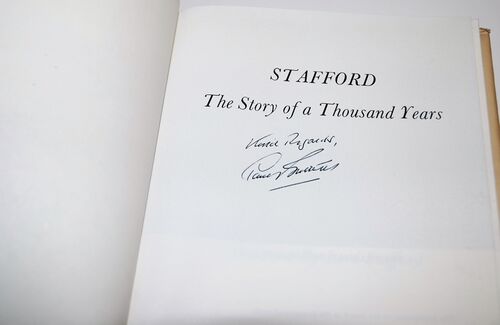 STAFFORD
The Story of a Thousand Years
Kind Regards,